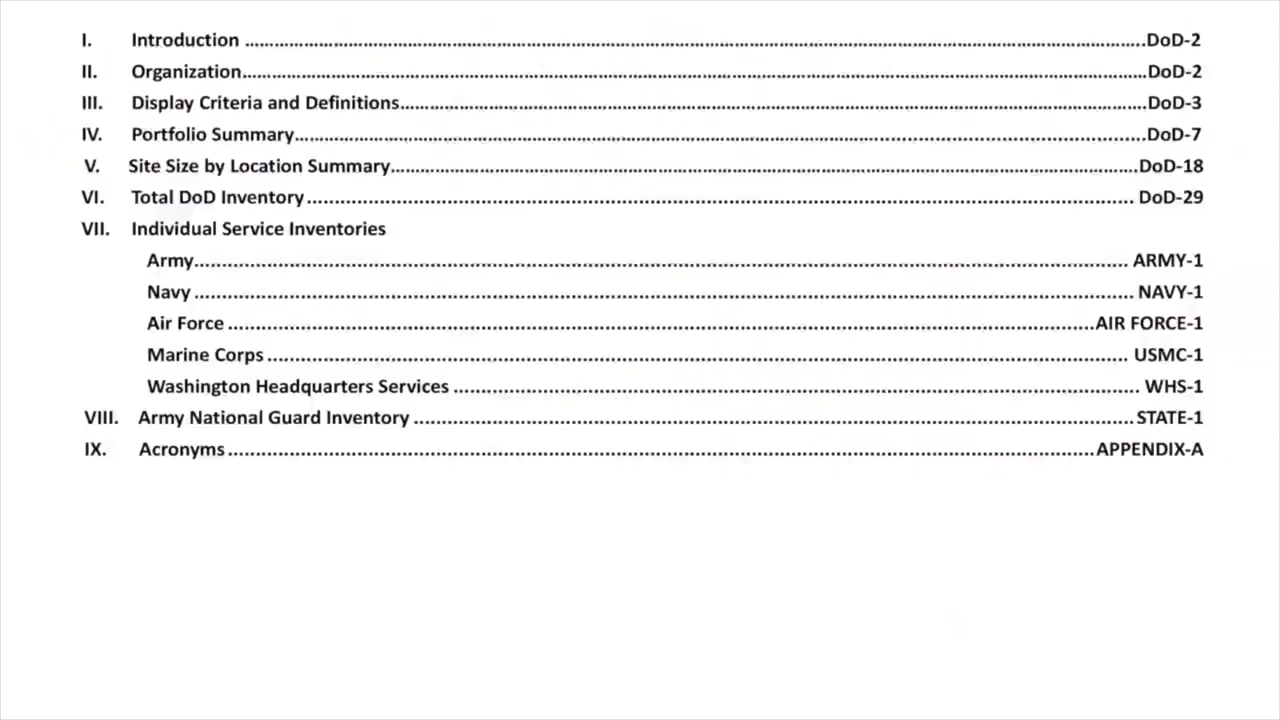 I. Introduction ........................................DoD-2
II. Organization........................................DoD-2
III. Display Criteria and Definitions........................................DoD-3
IV. Portfolio Summary........................................DoD-7
V. Site Size by Location Summary........................................DoD-18
VI. Total DoD Inventory........................................ DoD-29
VII. Individual Service Inventories
Army........................................ ARMY-1
Navy ........................................ NAVY-1
Air Force ........................................AIR FORCE-1
Marine Corps ........................................ USMC-1
Washington Headquarters Services ........................................ WHS-1
VIII. Army National Guard Inventory ........................................ STATE-1
IX. Acronyms ........................................APPENDIX-A